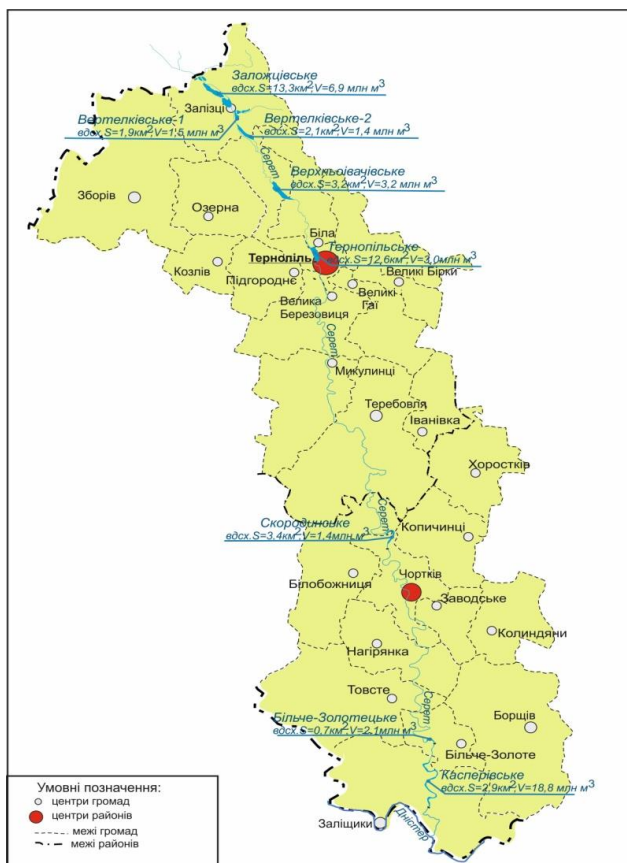 Заложцівське
вдсх.S=13,3км²,V=6,9 млн м³
Залізці
Вертелківське-1
вдсх.S=1,9км²,V=1,5 млн м³
Вертелківське-2
вдсх.S=2,1км²,V=1,4 млн м³
Серет
Верхньоівачівське
вдсх.S=3,2км²,V=3,2 млн м³
Зборів
Озерна
Біла
Тернопіль
Тернопільське
вдсх.S=12,6км²,V=3,0млн м³
Козлів
Підгороднє
Великі Бірки
Велика
Березовиця
Великі
Гаї
Серет
Микулинці
Теребовля
Іванівка
Хоростків
Скородинське
вдсх.S=3,4км²,V=1,4млн м³
Серет
Копичинці
Білобожниця
Чортків
Заводське
Колиндяни
Нагірянка
Товсте
Серет
Більче-Золотецьке
вдсх.S=0,7км²,V=2,1млн м³
Борщів
Більче-Золоте
Касперівське
вдсх.S=2,9км²,V=18,8 млн м³
Дністер
Заліщики
Умовні позначення:
центри громад
центри районів
межі громад
межі районів